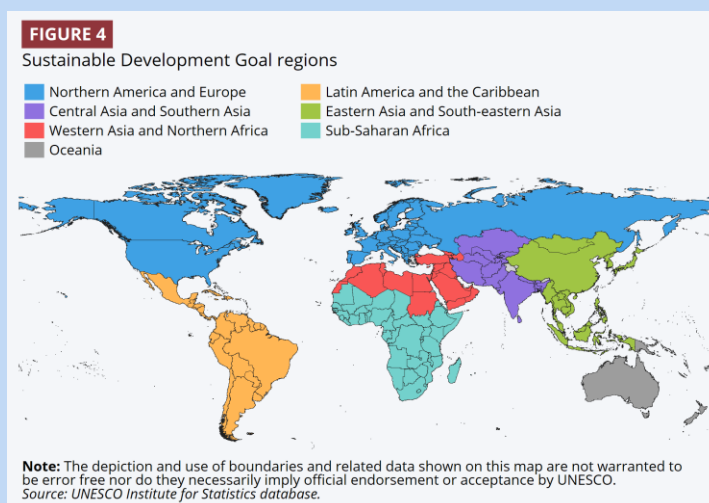 FIGURE 4
Sustainable Development Goal regions
Northern America and Europe
Latin America and the Caribbean
Central Asia and Southern Asia
Eastern Asia and South-eastern Asia
Western Asia and Northern Africa
Sub-Saharan Africa
Oceania
Note: The depiction and use of boundaries and related data shown on this map are not warranted to
be error free nor do they necessarily imply official endorsement or acceptance by UNESCO.
Source: UNESCO Institute for Statistics database.